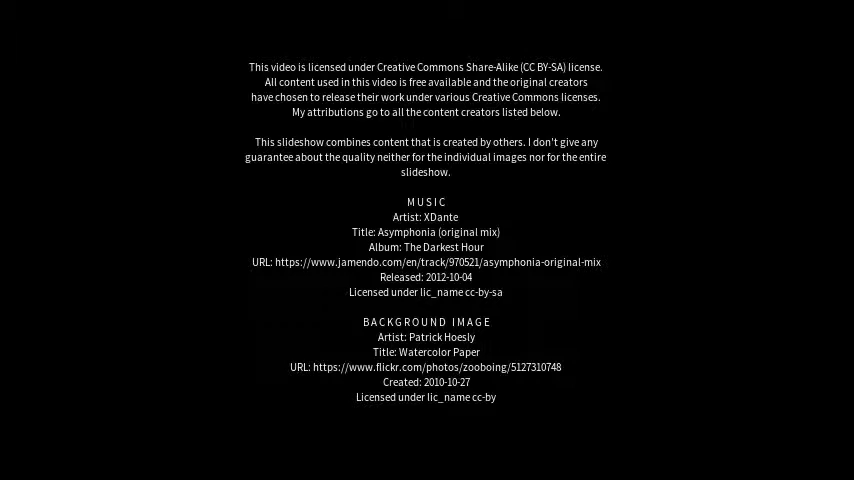 This video is licensed under Creative Commons Share-Alike (CC BY-SA) license.
All content used in this video is free available and the original creators
have chosen to release their work under various Creative Commons licenses.
My attributions go to all the content creators listed below.
This slideshow combines content that is created by others. I don't give any
guarantee about the quality neither for the individual images nor for the entire
slideshow.
MUSIC
Artist: XDante
Title: Asymphonia (original mix)
Album: The Darkest Hour
URL: https://www.jamendo.com/en/track/970521/asymphonia-original-mix
Released: 2012-10-04
Licensed under lic_name cc-by-sa
BACKGROUND IMAGE
Artist: Patrick Hoesly
Title: Watercolor Paper
URL: https://www.flickr.com/photos/zooboing/5127310748
Created: 2010-10-27
Licensed under lic_name cc-by